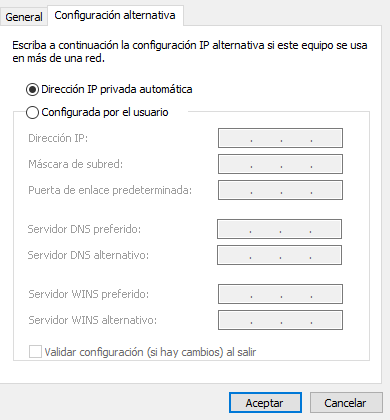 General
Configuración alternativa
Escriba a continuación la configuración IP alternativa si este equipo se usa
en más de una red.
Dirección IP privada automática
Configurada por el usuario
Dirección IP:
Máscara de subred:
Puerta de enlace predeterminada:
Servidor DNS preferido:
Servidor DNS alternativo:
Servidor WINS preferido:
Servidor WINS alternativo:
Validar configuración (si hay cambios) al salir
Aceptar
Cancelar